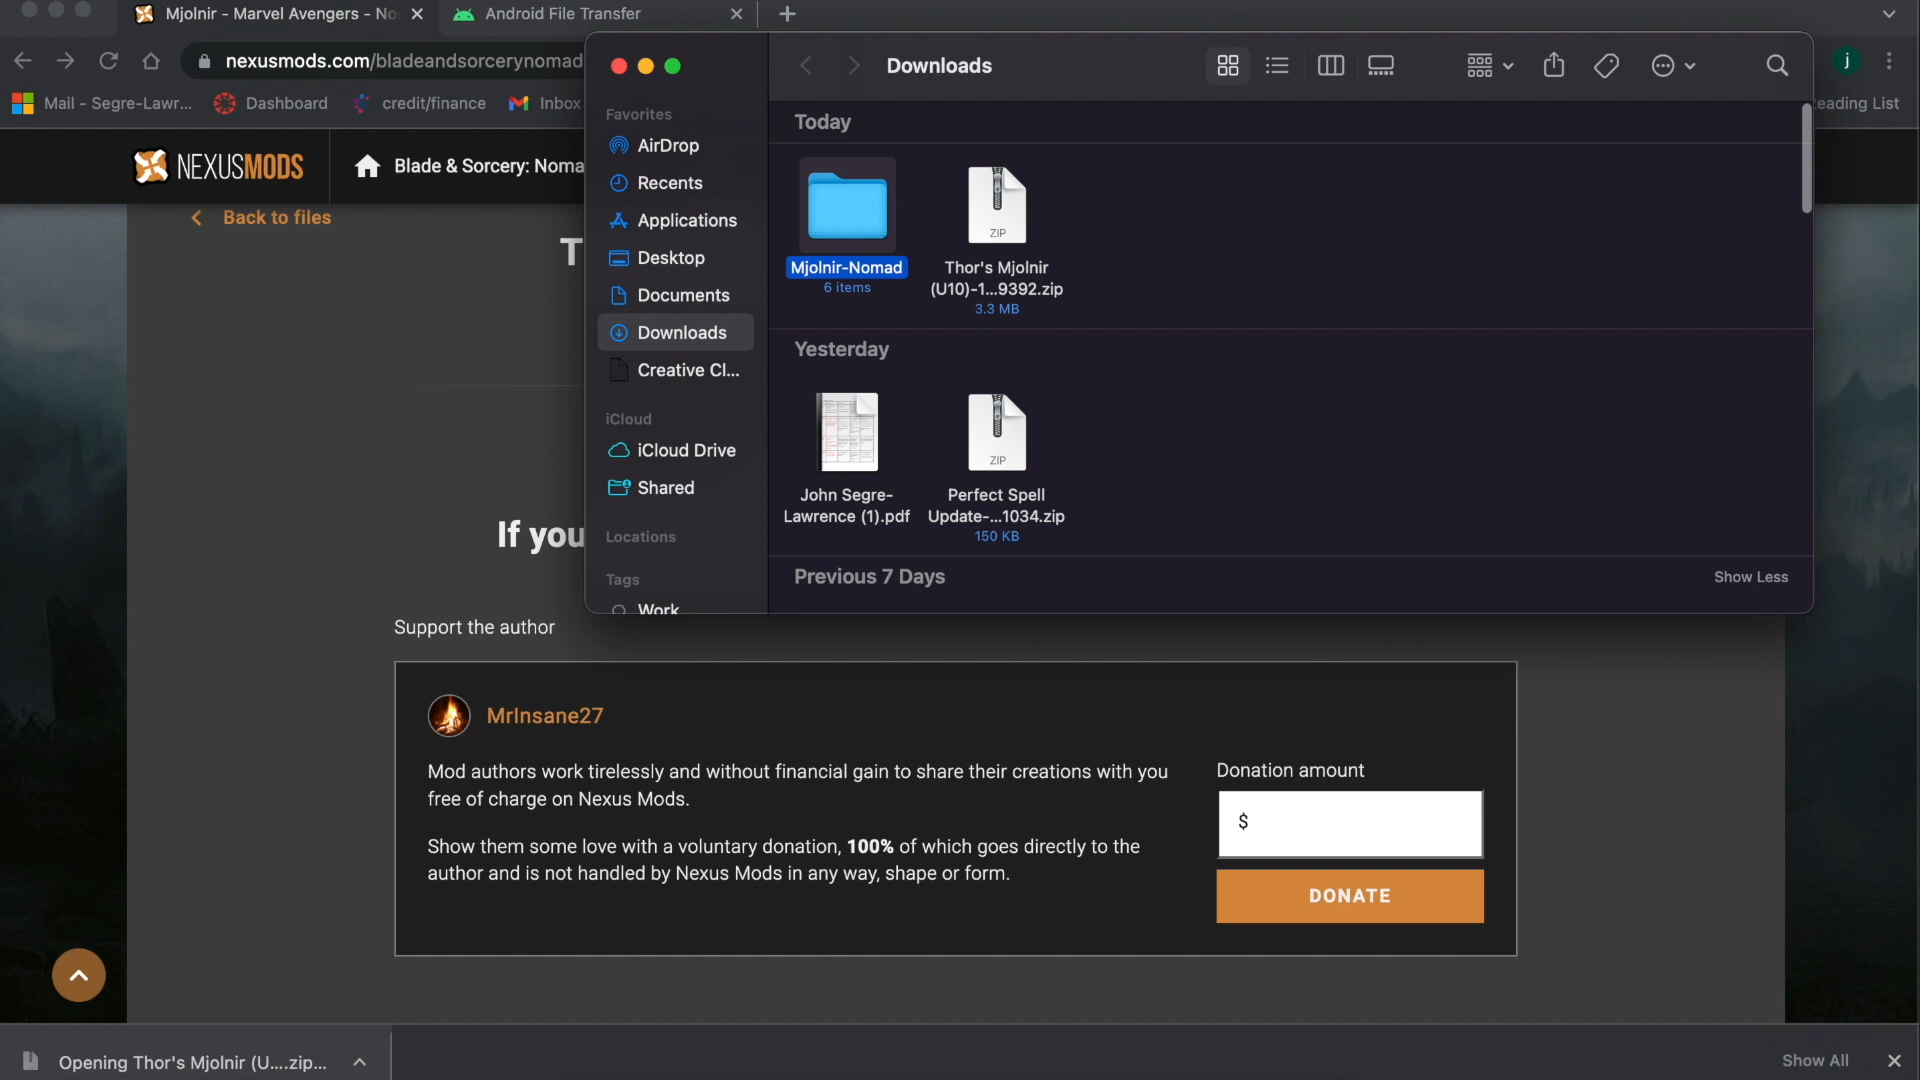 Mjolnir - Marvel Avengers - No
Android File Transfer
nexusmods.com/bladeandsorcerynomad
j
Mail - Segre-Lawr...
Dashboard
credit/finance
Inbox
eading List
NEXUSMODS
Blade & Sorcery: Noma
Back to files
T
If you
Downloads
Favorites
AirDrop
Recents
Applications
Desktop
Documents
Downloads
Creative Cl...
iCloud
iCloud Drive
Shared
Locations
Tags
Work
Today
Mjolnir-Nomad
6 items
ZIP
Thor's Mjolnir
(U10)-1...9392.zip
3.3 MB
Yesterday
John Segre-
Lawrence (1).pdf
ZIP
Perfect Spell
Update-...1034.zip
150 KB
Previous 7 Days
Show Less
Support the author
MrInsane27
Mod authors work tirelessly and without financial gain to share their creations with you
free of charge on Nexus Mods.
Show them some love with a voluntary donation, 100% of which goes directly to the
author and is not handled by Nexus Mods in any way, shape or form.
Donation amount
$
DONATE
Opening Thor's Mjolnir (U....zip...
Show All